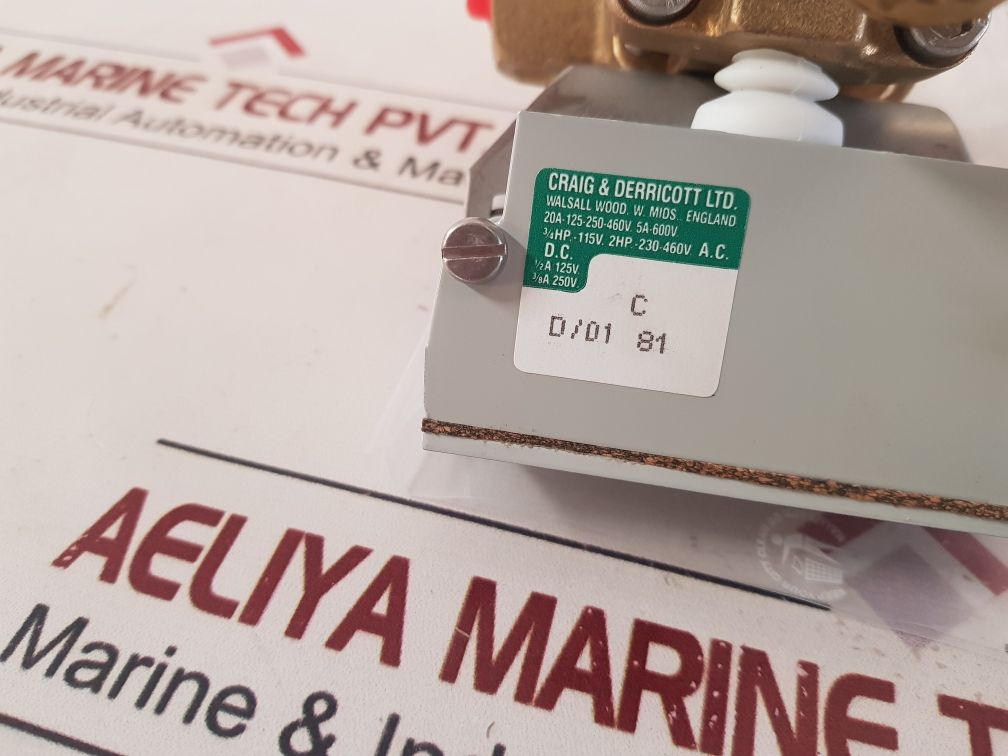 MARINE TECH PVT
dustrial Automation & Ma
CRAIG & DERRICOTT LTD.
WALSALL WOOD. W. MIDS.. ENGLAND
20A-125-250-460V. 5A-600V.
3/4HP.-115V. 2HP.-230-460V A.C.
D.C.
1/2A 125V.
3/8A 250V.
C
D/01 81
AELIYA MARINE T
Marine & Ind